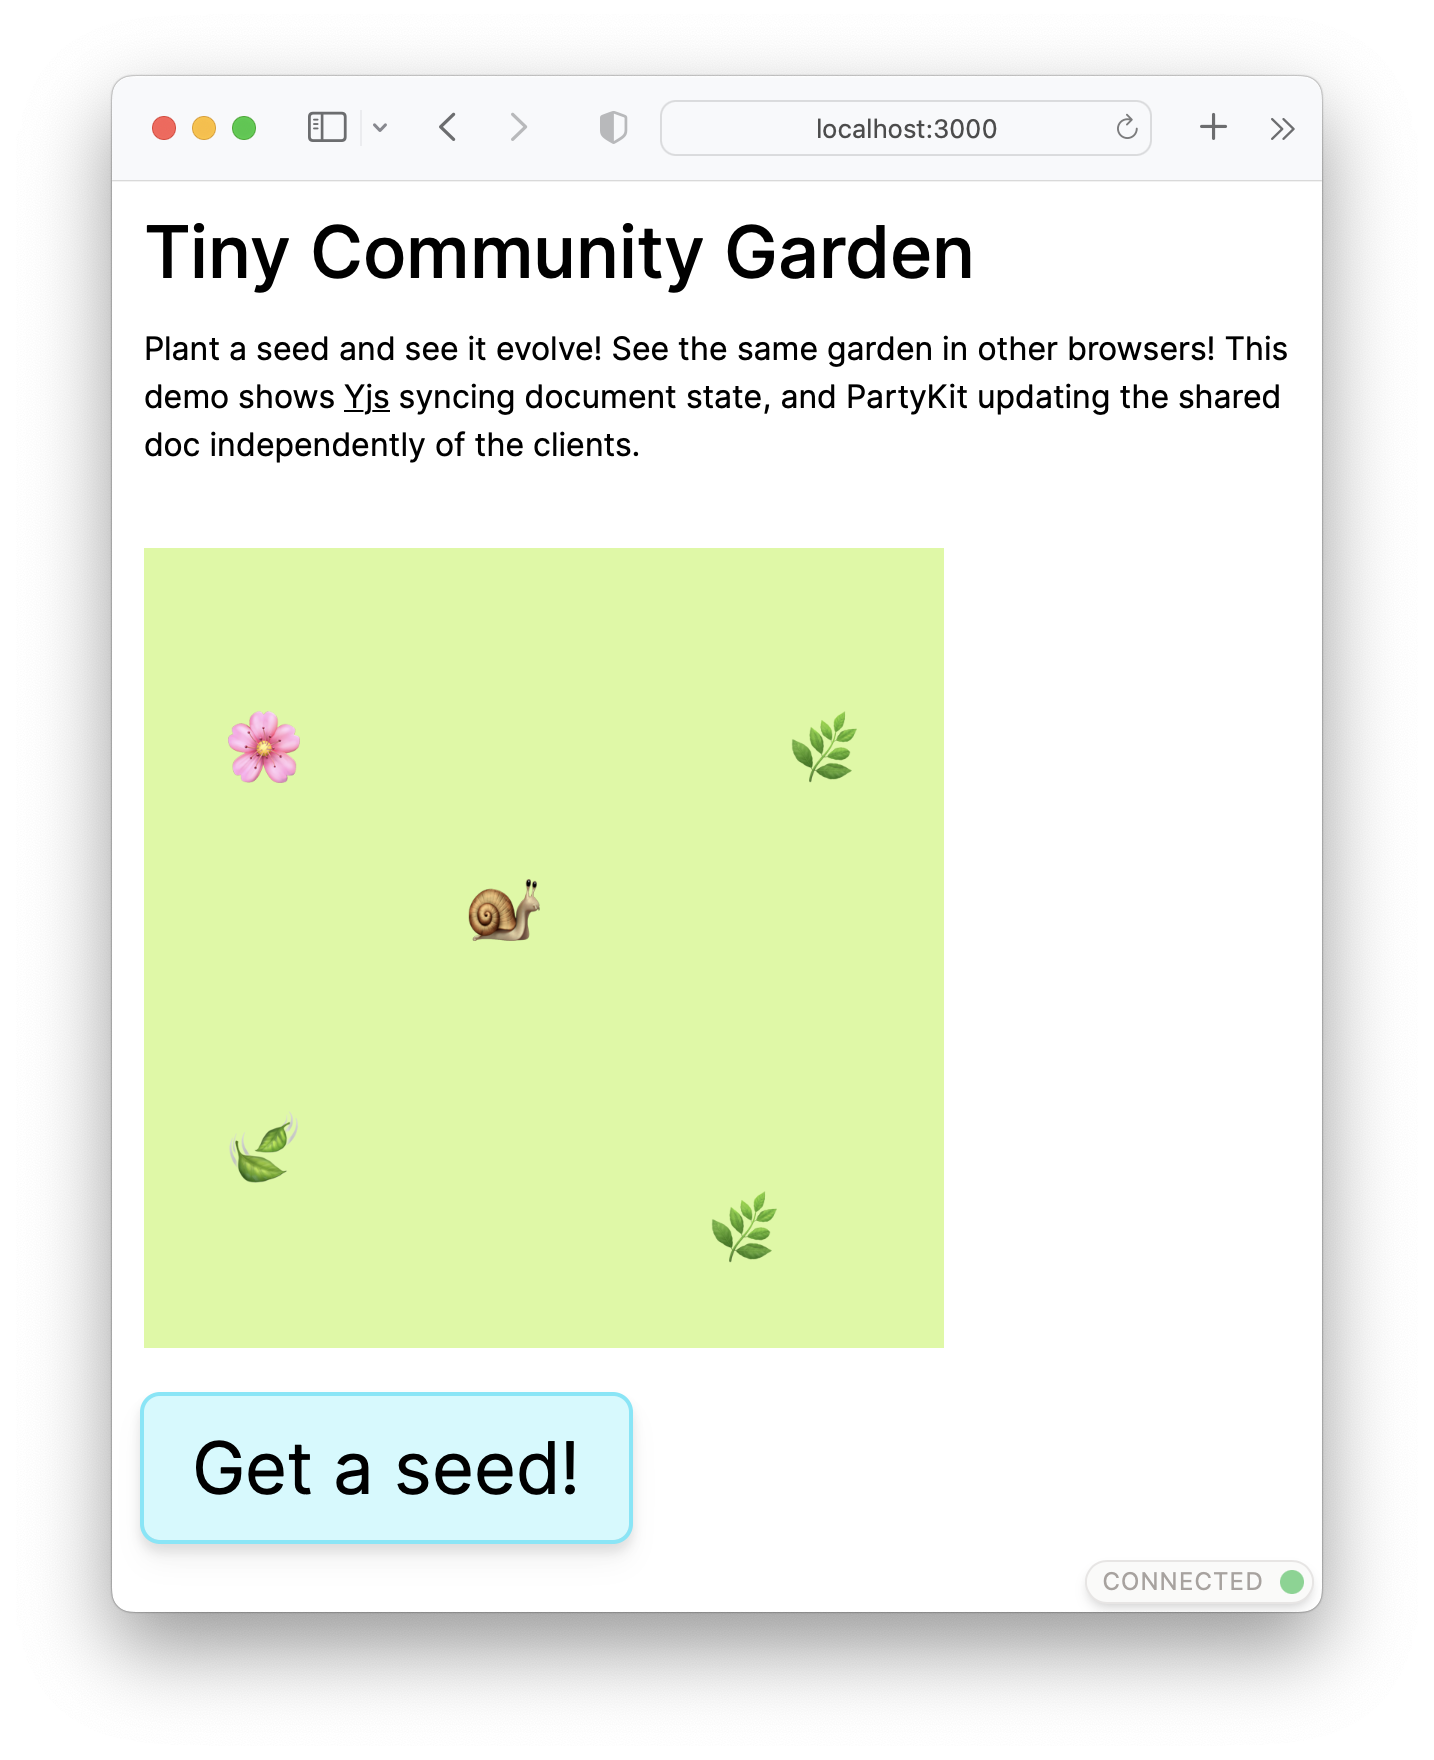 localhost:3000
Tiny Community Garden
Plant a seed and see it evolve! See the same garden in other browsers! This
demo shows Yjs syncing document state, and PartyKit updating the shared
doc independently of the clients.
Get a seed!
CONNECTED